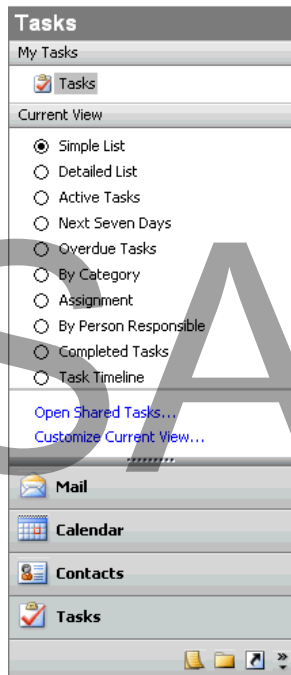 Tasks
My Tasks
Tasks
Current View
Simple List
Detailed List
Active Tasks
Next Seven Days
Overdue Tasks
By Category
Assignment
By Person Responsible
Completed Tasks
Task Timeline
Open Shared Tasks...
Customize Current View...
Mail
Calendar
Contacts
Tasks
SA